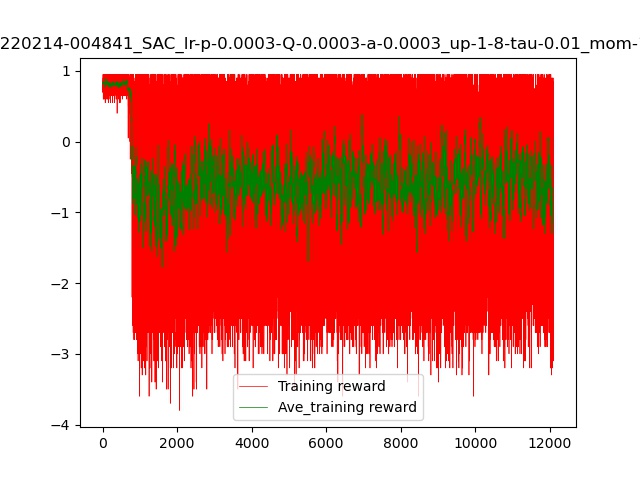 220214-004841_SAC_lr-p-0.0003-Q-0.0003-a-0.0003_up-1-8-tau-0.01_mom-
1
0
−1
−2
−3
−4
Training reward
Ave_training reward
0 2000 4000 6000 8000 10000 12000